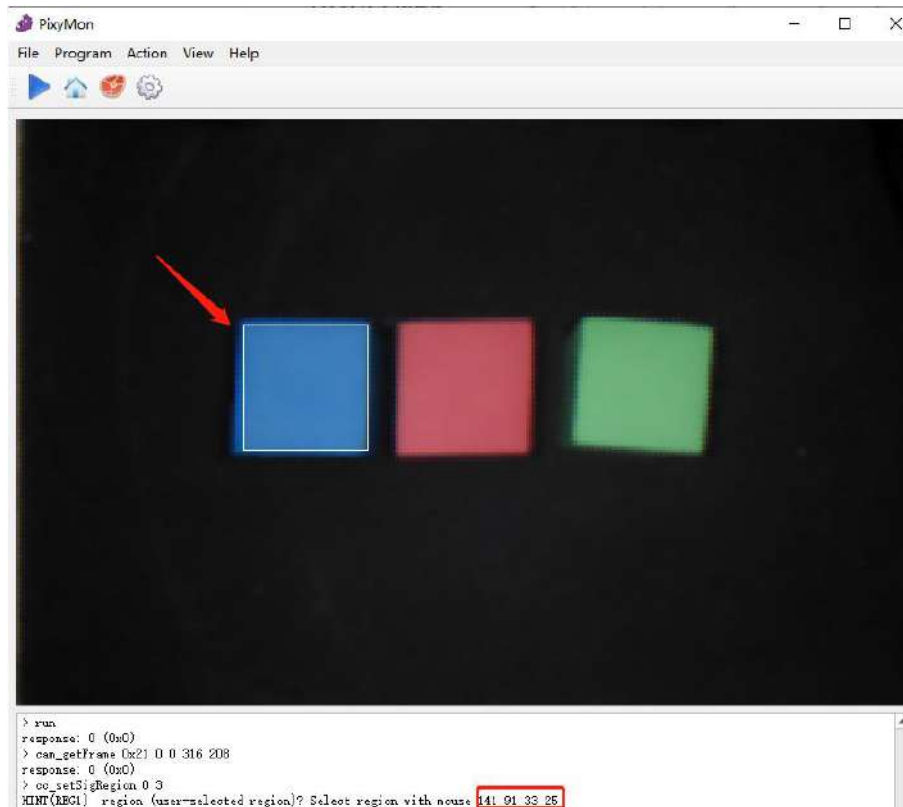 PixyMon
File Program Action View Help
> run
response: 0 (0x0)
> cam_getFrame 0x21 0 0 316 208
response: 0 (0x0)
> cc_setSigRegion 0 3
HINT(REG1) region (user-selected region)? Select region with mouse 141 91 33 25